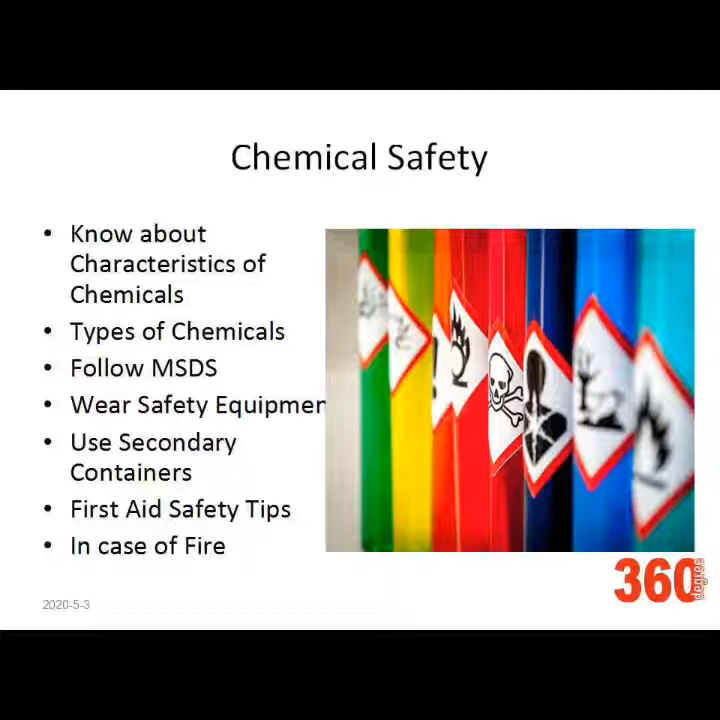 Chemical Safety
• Know about
Characteristics of
Chemicals
• Types of Chemicals
• Follow MSDS
• Wear Safety Equipmen
• Use Secondary
Containers
• First Aid Safety Tips
• In case of Fire
360
degree
2020-5-3